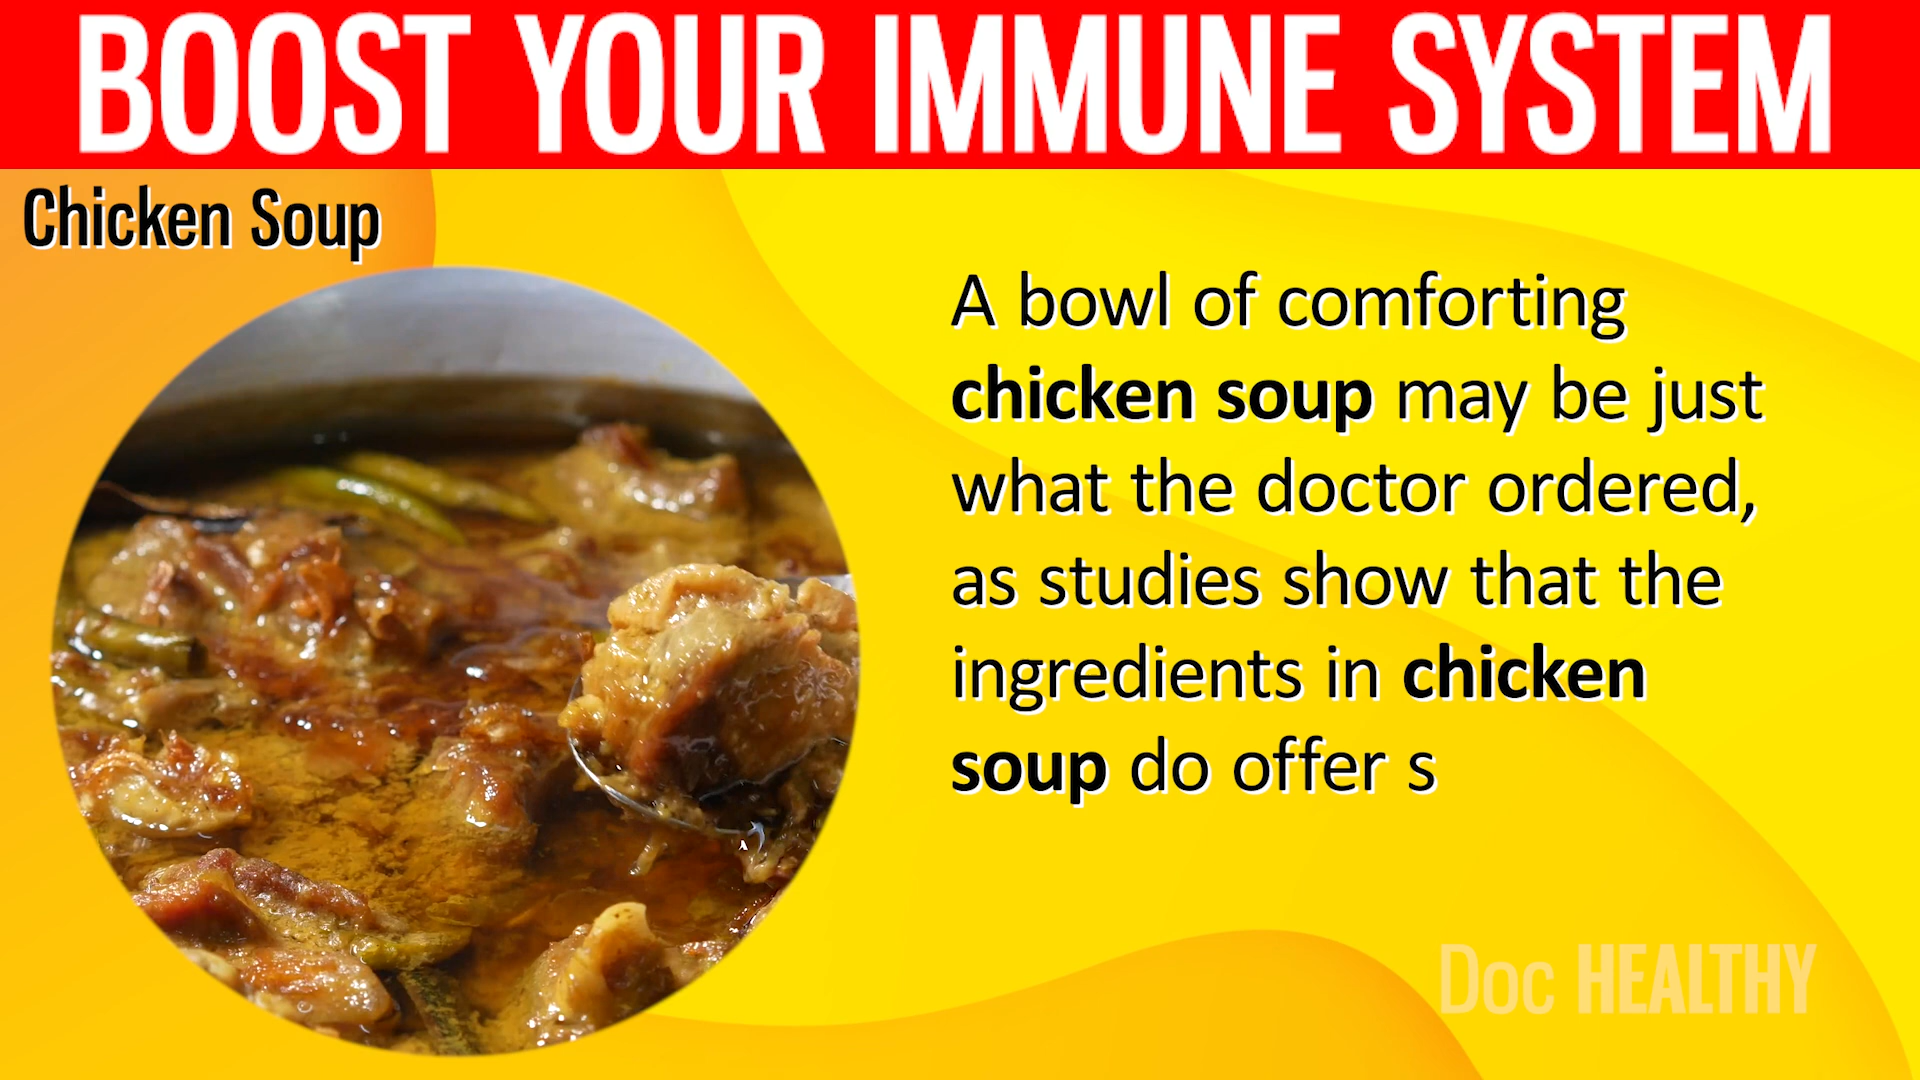 BOOST YOUR IMMUNE SYSTEM
Chicken Soup
A bowl of comforting
chicken soup may be just
what the doctor ordered,
as studies show that the
ingredients in chicken
soup do offer s
Doc HEALTHY